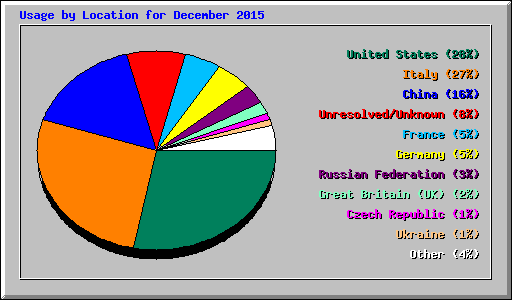 Usage by Location for December 2015
United States (28%)
Italy (27%)
China (16%)
Unresolved/Unknown (8%)
France (5%)
Germany (5%)
Russian Federation (3%)
Great Britain (UK) (2%)
Czech Republic (1%)
Ukraine (1%)
Other (4%)